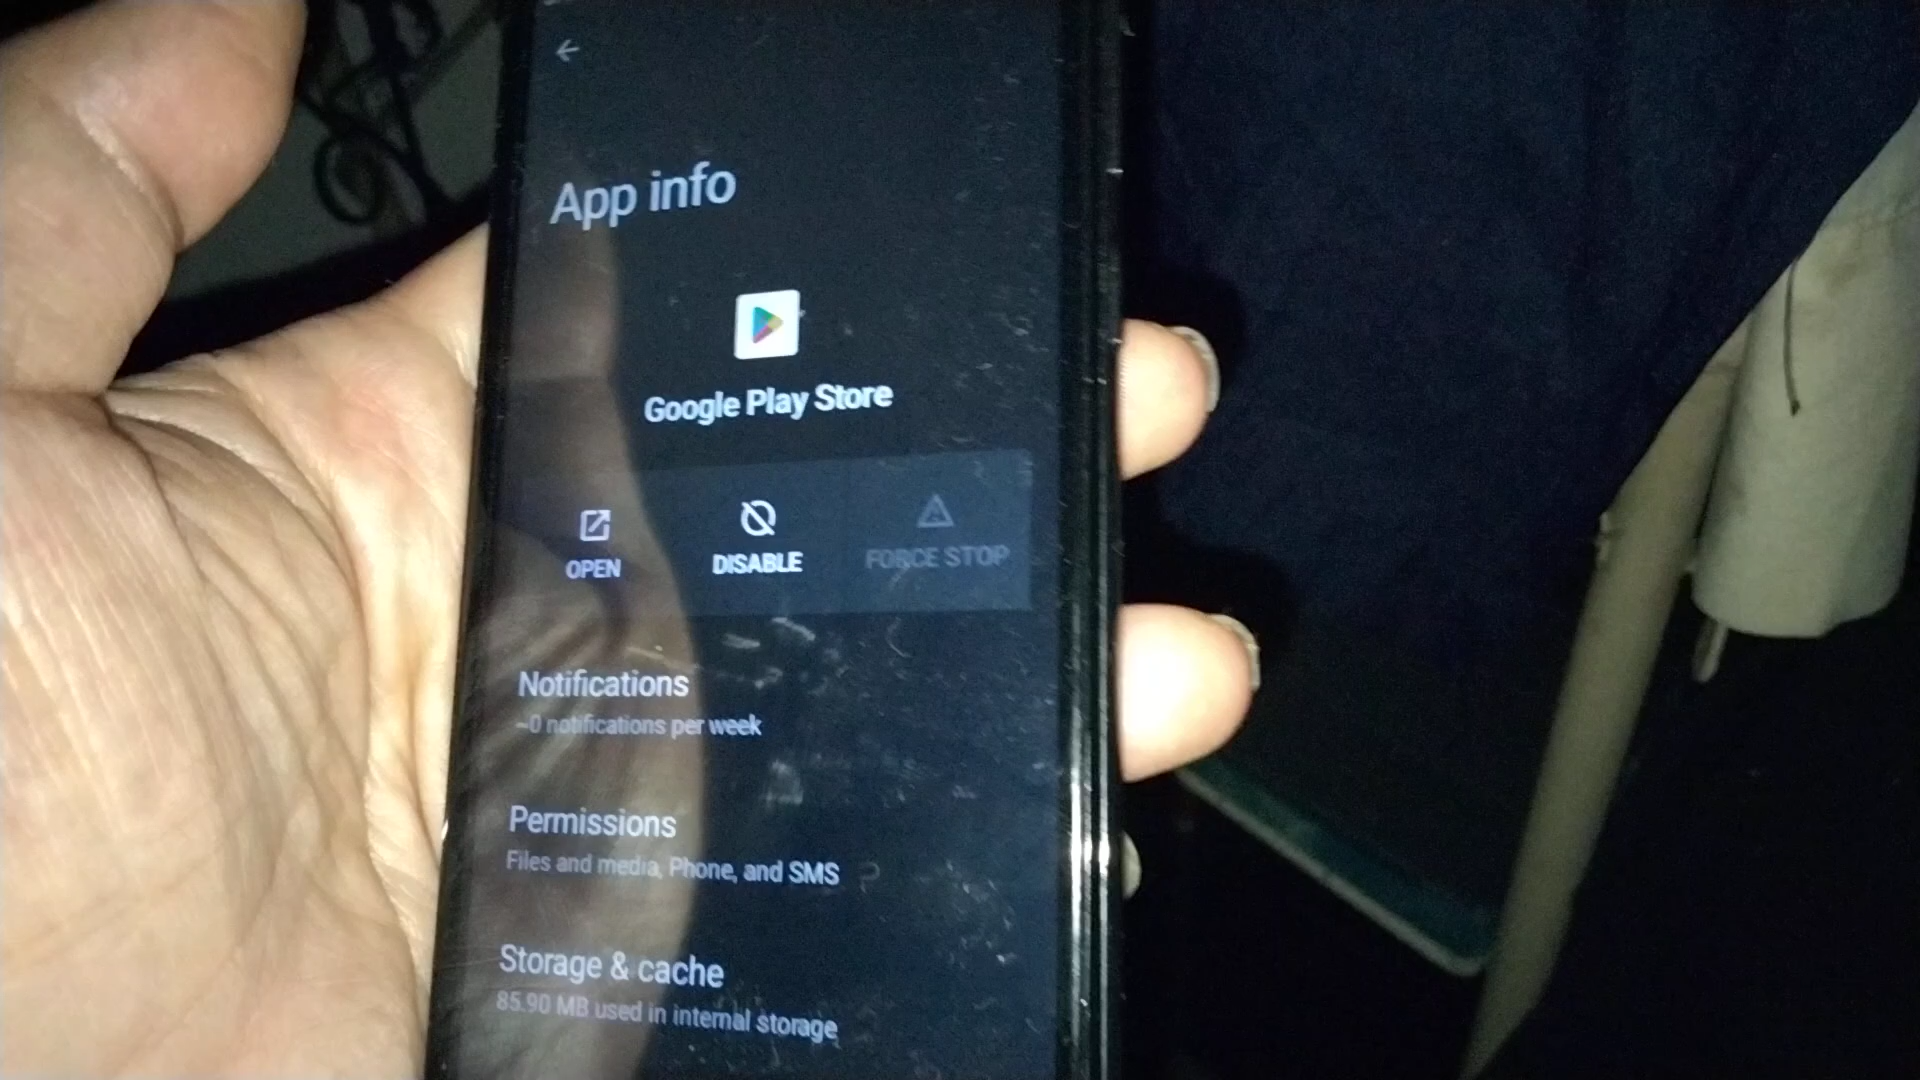 App info
Google Play Store
OPEN
DISABLE
FORCE STOP
Notifications
~0 notifications per week
Permissions
Files and media, Phone, and SMS
Storage & cache
85.90 MB used in internal storage